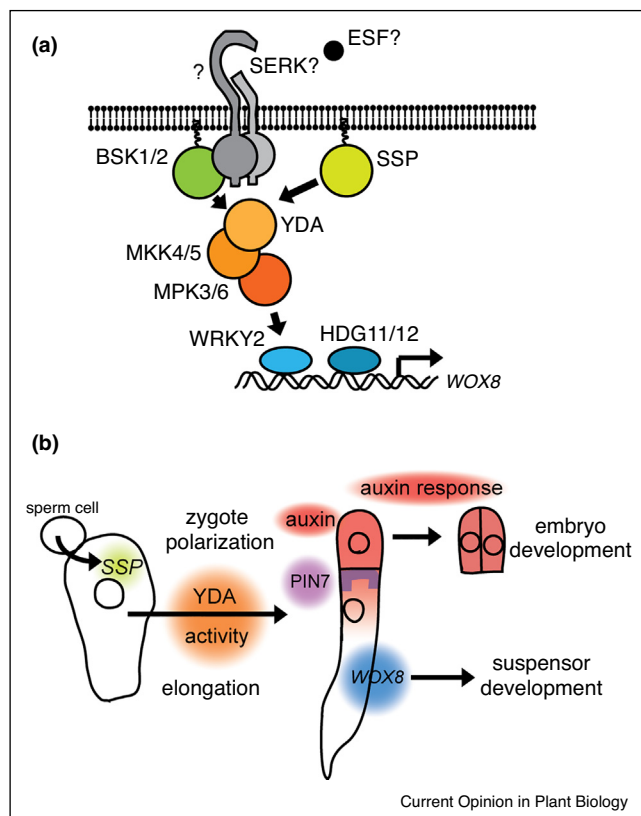 (a)
ESF?
?
SERK?
BSK1/2
SSP
YDA
MKK4/5
MPK3/6
WRKY2
HDG11/12
WOX8
(b)
sperm cell
SSP
zygote
polarization
YDA
activity
elongation
auxin
auxin response
PIN7
embryo
development
WOX8
suspensor
development
Current Opinion in Plant Biology